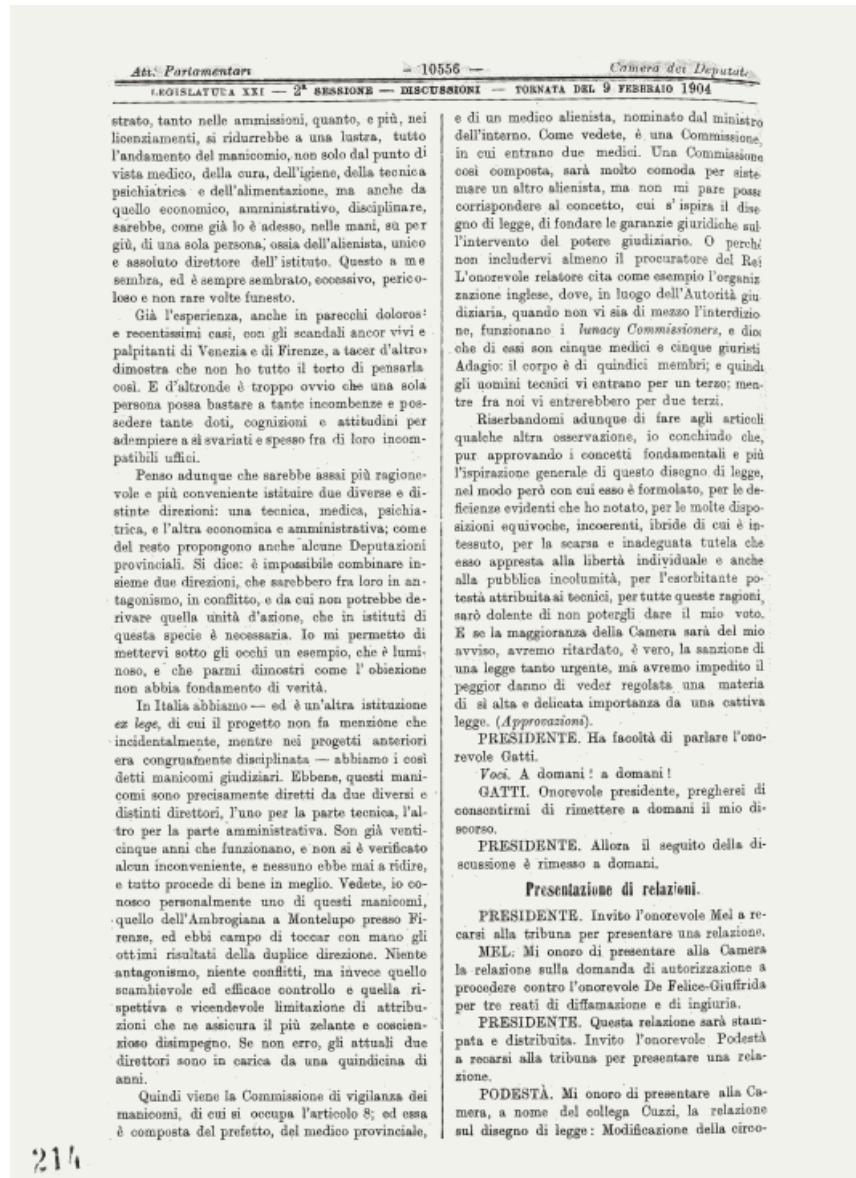 Atti Parlamentari — 10556 — Camera dei Deputati
LEGISLATURA XXI — 2ª SESSIONE — DISCUSSIONI — TORNATA DEL 9 FEBBRAIO 1904
strato, tanto nelle ammissioni, quanto, e più, nei
licenziamenti, si ridurrebbe a una lustra, tutto
l'andamento del manicomio, non solo dal punto di
vista medico, della cura, dell'igiene, della tecnica
psichiatrica e dell'alimentazione, ma anche da
quello economico, amministrativo, disciplinare,
sarebbe, come già lo è adesso, nelle mani, su per
giù, di una sola persona, ossia dell'alienista, unico
e assoluto direttore dell'istituto. Questo a me
sembra, ed è sempre sembrato, eccessivo, perico-
loso e non rare volte funesto.
Già l'esperienza, anche in parecchi dolorosi
e recentissimi casi, con gli scandali ancor vivi e
palpitanti di Venezia e di Firenze, a tacer d'altro,
dimostra che non ho tutto il torto di pensarla
così. E d'altronde è troppo ovvio che una sola
persona possa bastare a tante incombenze e pos-
sedere tante doti, cognizioni e attitudini per
adempiere a sì svariati e spesso fra di loro incom-
patibili uffici.
Penso adunque che sarebbe assai più ragione-
vole e più conveniente istituire due diverse e di-
stinte direzioni: una tecnica, medica, psichia-
trica, e l'altra economica e amministrativa; come
del resto propongono anche alcune Deputazioni
provinciali. Si dice: è impossibile combinare in-
sieme due direzioni, che sarebbero fra loro in an-
tagonismo, in conflitto, e da cui non potrebbe de-
rivare quella unità d'azione, che in istituti di
questa specie è necessaria. Io mi permetto di
mettervi sotto gli occhi un esempio, che è lumi-
noso, e che parmi dimostri come l'obiezione
non abbia fondamento di verità.
In Italia abbiamo — ed è un'altra istituzione
ex lege, di cui il progetto non fa menzione che
incidentalmente, mentre nei progetti anteriori
era congruamente disciplinata — abbiamo i così
detti manicomi giudiziari. Ebbene, questi mani-
comi sono precisamente diretti da due diversi e
distinti direttori, l'uno per la parte tecnica, l'al-
tro per la parte amministrativa. Son già venti-
cinque anni che funzionano, e non si è verificato
alcun inconveniente, e nessuno ebbe mai a ridire,
e tutto procede di bene in meglio. Vedete, io co-
nosco personalmente uno di questi manicomi,
quello dell'Ambrogiana a Montelupo presso Fi-
renze, ed ebbi campo di toccar con mano gli
ottimi risultati della duplice direzione. Niente
antagonismo, niente conflitti, ma invece quello
scambievole ed efficace controllo e quella ri-
spettiva e vicendevole limitazione di attribu-
zioni che ne assicura il più zelante e coscien-
zioso disimpegno. Se non erro, gli attuali due
direttori sono in carica da una quindicina di
anni.
Quindi viene la Commissione di vigilanza dei
manicomi, di cui si occupa l'articolo 8; ed essa
è composta del prefetto, del medico provinciale,
e di un medico alienista, nominato dal ministro
dell'interno. Come vedete, è una Commissione,
in cui entrano due medici. Una Commissione
così composta, sarà molto comoda per siste
mare un altro alienista, ma non mi pare possa
corrispondere al concetto, cui s'ispira il dise
gno di legge, di fondare le garanzie giuridiche sul-
l'intervento del potere giudiziario. O perchè
non includervi almeno il procuratore del Re?
L'onorevole relatore cita come esempio l'organiz
zazione inglese, dove, in luogo dell'Autorità giu
diziaria, quando non vi sia di mezzo l'interdizio
ne, funzionano i lunacy Commissioners, e dice
che di essi son cinque medici e cinque giuristi
Adagio: il corpo è di quindici membri; e quindi
gli uomini tecnici vi entrano per un terzo; men-
tre fra noi vi entrerebbero per due terzi.
Riserbandomi adunque di fare agli articoli
qualche altra osservazione, io conchiudo che,
pur approvando i concetti fondamentali e più
l'ispirazione generale di questo disegno di legge,
nel modo però con cui esso è formolato, per le de-
ficienze evidenti che ho notato, per le molte dispo-
sizioni equivoche, incoerenti, ibride di cui è in-
tessuto, per la scarsa e inadeguata tutela che
esso appresta alla libertà individuale e anche
alla pubblica incolumità, per l'esorbitante po-
testà attribuita ai tecnici, per tutte queste ragioni,
sarò dolente di non potergli dare il mio voto.
E se la maggioranza della Camera sarà del mio
avviso, avremo ritardato, è vero, la sanzione di
una legge tanto urgente, ma avremo impedito il
peggior danno di veder regolata una materia
di sì alta e delicata importanza da una cattiva
legge. (Approvazioni).
PRESIDENTE. Ha facoltà di parlare l'ono-
revole Gatti.
Voci. A domani! a domani!
GATTI. Onorevole presidente, pregherei di
consentirmi di rimettere a domani il mio di-
scorso.
PRESIDENTE. Allora il seguito della di-
scussione è rimesso a domani.
Presentazione di relazioni.
PRESIDENTE. Invito l'onorevole Mel a re-
carsi alla tribuna per presentare una relazione.
MEL: Mi onoro di presentare alla Camera
la relazione sulla domanda di autorizzazione a
procedere contro l'onorevole De Felice-Giuffrida
per tre reati di diffamazione e di ingiuria.
PRESIDENTE. Questa relazione sarà stam-
pata e distribuita. Invito l'onorevole Podestà
a recarsi alla tribuna per presentare una rela-
zione.
PODESTÀ. Mi onoro di presentare alla Ca-
mera, a nome del collega Cuzzi, la relazione
sul disegno di legge: Modificazione della circo-
214